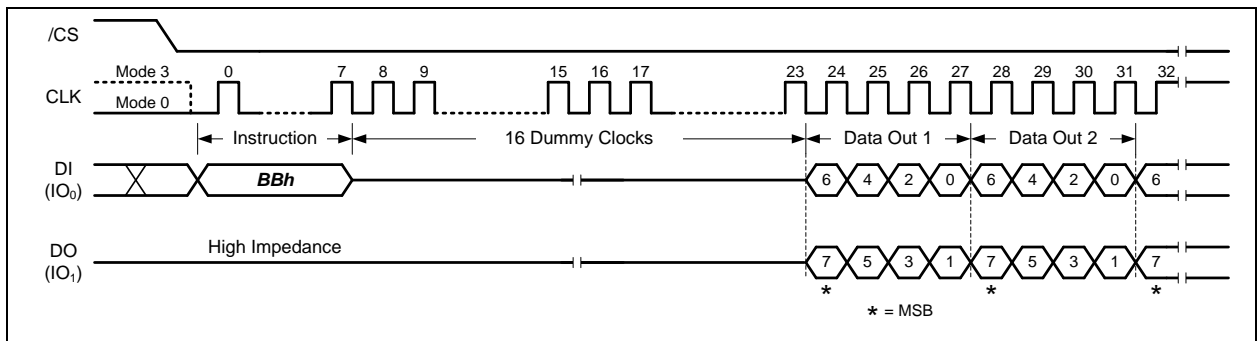 /CS
Mode 3 0 7 8 9 15 16 17 23 24 25 26 27 28 29 30 31 32
CLK
Mode 0
Instruction 16 Dummy Clocks Data Out 1 Data Out 2
DI
(IO₀)
BBh 6 4 2 0 6 4 2 0 6
High Impedance
DO
(IO₁)
7 5 3 1 7 5 3 1 7
* * *
* = MSB